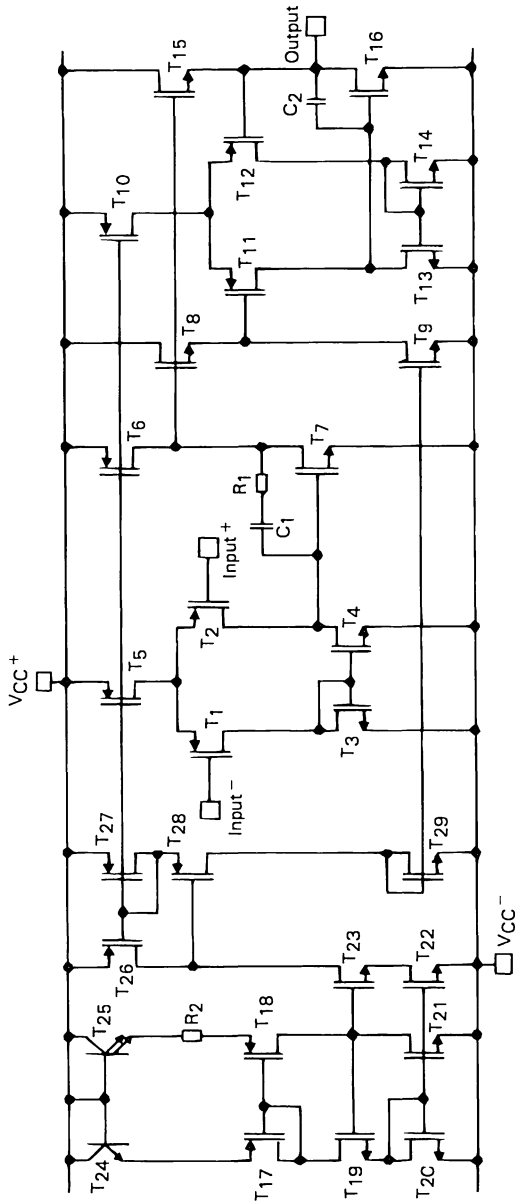 VCC+
T24
T25
T26
T27
T5
T6
T10
R2
T28
T8
T15
T17
T18
T1
T2
Input-
Input+
C1
R1
T11
T12
C2
Output
T19
T23
T3
T4
T7
T16
T2C
T21
T22
T29
T9
T13
T14
VCC-